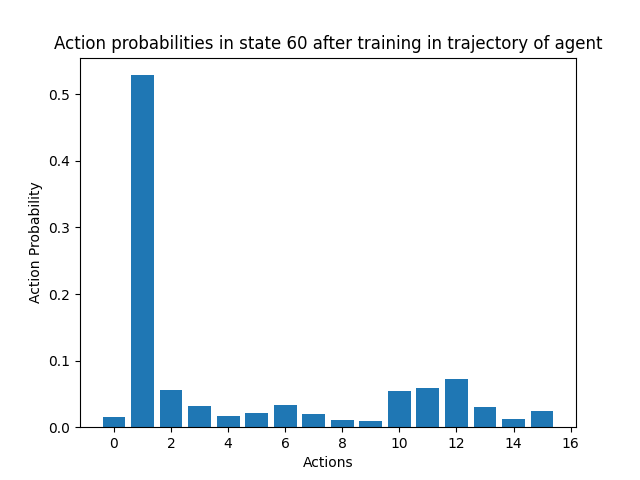 Action probabilities in state 60 after training in trajectory of agent
Action Probability
0.5
0.4
0.3
0.2
0.1
0.0
0 2 4 6 8 10 12 14 16
Actions